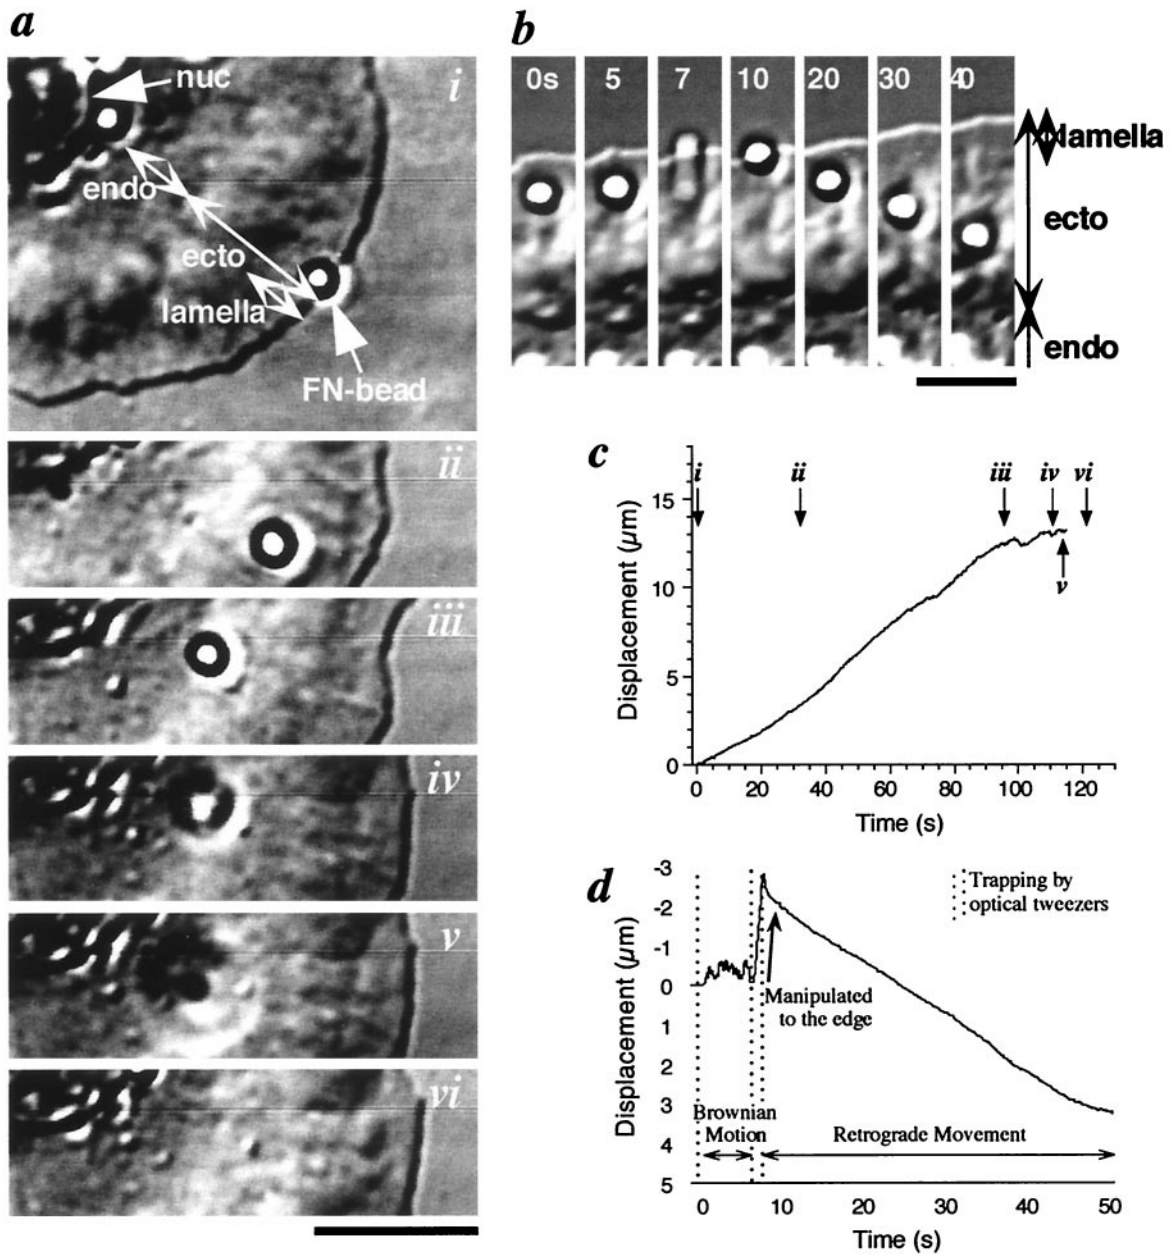 a
nuc
i
endo
ecto
lamella
FN-bead
ii
iii
iv
v
vi
b
0s 5 7 10 20 30 40
lamella
ecto
endo
c
i ii iii iv vi
v
15
10
5
0
Displacement (µm)
0 20 40 60 80 100 120
Time (s)
d
-3
-2
-1
0
1
2
3
4
5
Displacement (µm)
Trapping by
optical tweezers
Manipulated
to the edge
Brownian
Motion
Retrograde Movement
0 10 20 30 40 50
Time (s)